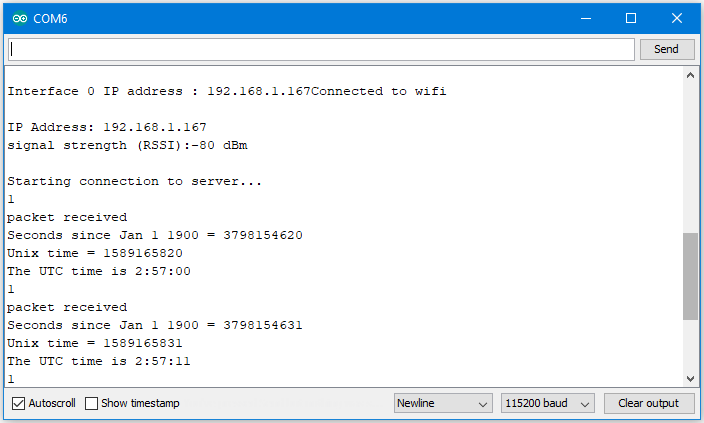 COM6
Send
Interface 0 IP address : 192.168.1.167Connected to wifi
IP Address: 192.168.1.167
signal strength (RSSI):-80 dBm
Starting connection to server...
1
packet received
Seconds since Jan 1 1900 = 3798154620
Unix time = 1589165820
The UTC time is 2:57:00
1
packet received
Seconds since Jan 1 1900 = 3798154631
Unix time = 1589165831
The UTC time is 2:57:11
1
Autoscroll Show timestamp Newline 115200 baud Clear output